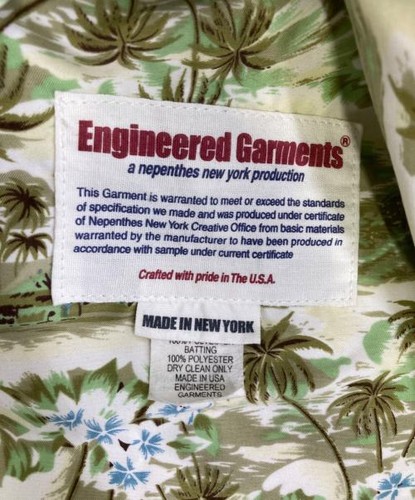 Engineered Garments®
a nepenthes new york production
This Garment is warranted to meet or exceed the standards
of specification we made and was produced under certificate
of Nepenthes New York Creative Office from basic materials
warranted by the manufacturer to have been produced in
accordance with sample under current certificate
Crafted with pride in The U.S.A.
MADE IN NEW YORK
100% POLYESTER
BATTING
100% POLYESTER
DRY CLEAN ONLY
MADE IN USA
ENGINEERED
GARMENTS